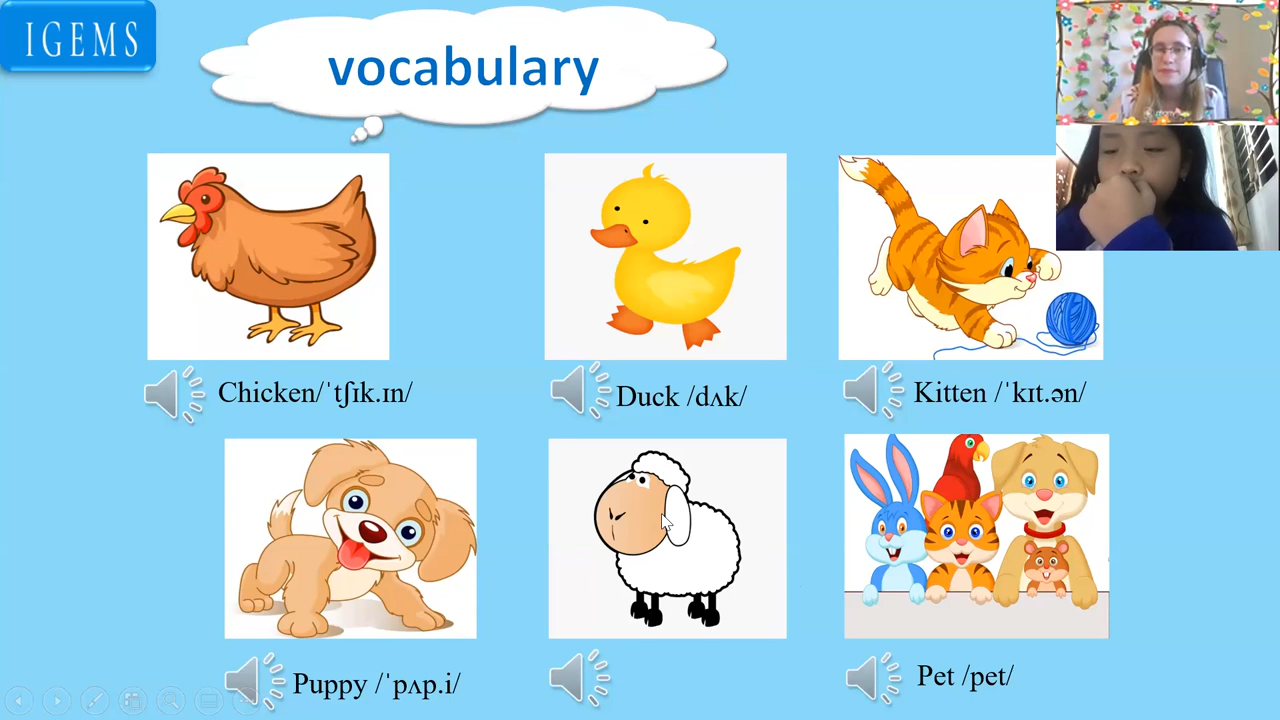 IGEMS
vocabulary
Chicken/ˈtʃɪk.ɪn/
Duck /dʌk/
Kitten /ˈkɪt.ən/
Puppy /ˈpʌp.i/
Pet /pet/